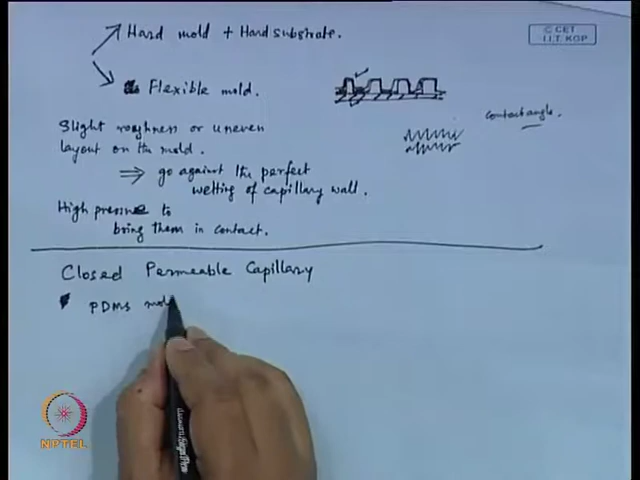 Hard mold + Hard substrate.
© CET
I.I.T. KGP
Flexible mold.
Contact angle.
Slight roughness or uneven
layout on the mold.
⇒ go against the perfect
wetting of capillary wall.
High pressure to
bring them in contact.
Closed Permeable Capillary
PDMS mold
NPTEL